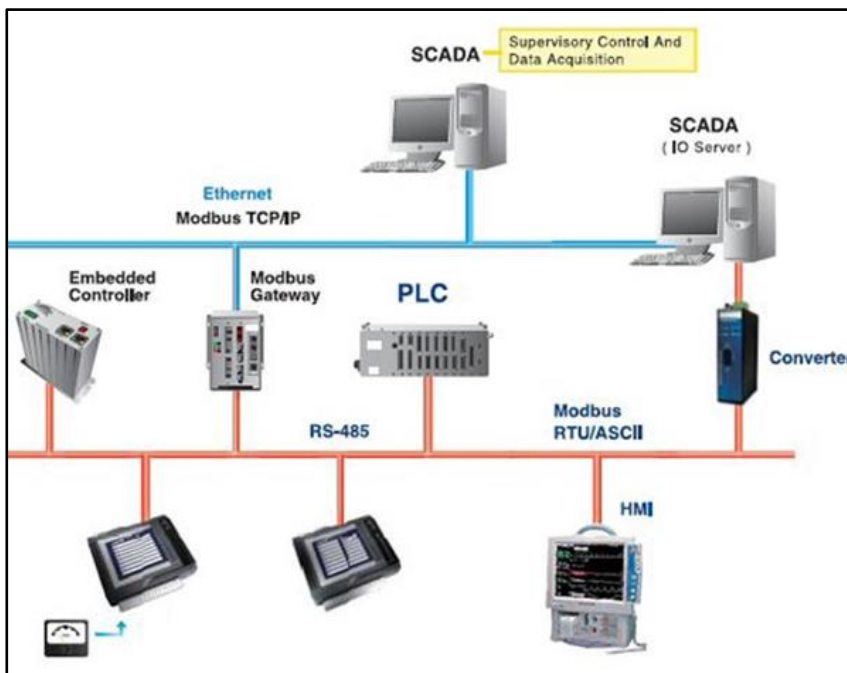 SCADA
Supervisory Control And
Data Acquisition
SCADA
( IO Server )
Ethernet
Modbus TCP/IP
Embedded
Controller
Modbus
Gateway
PLC
Converter
RS-485
Modbus
RTU/ASCII
HMI